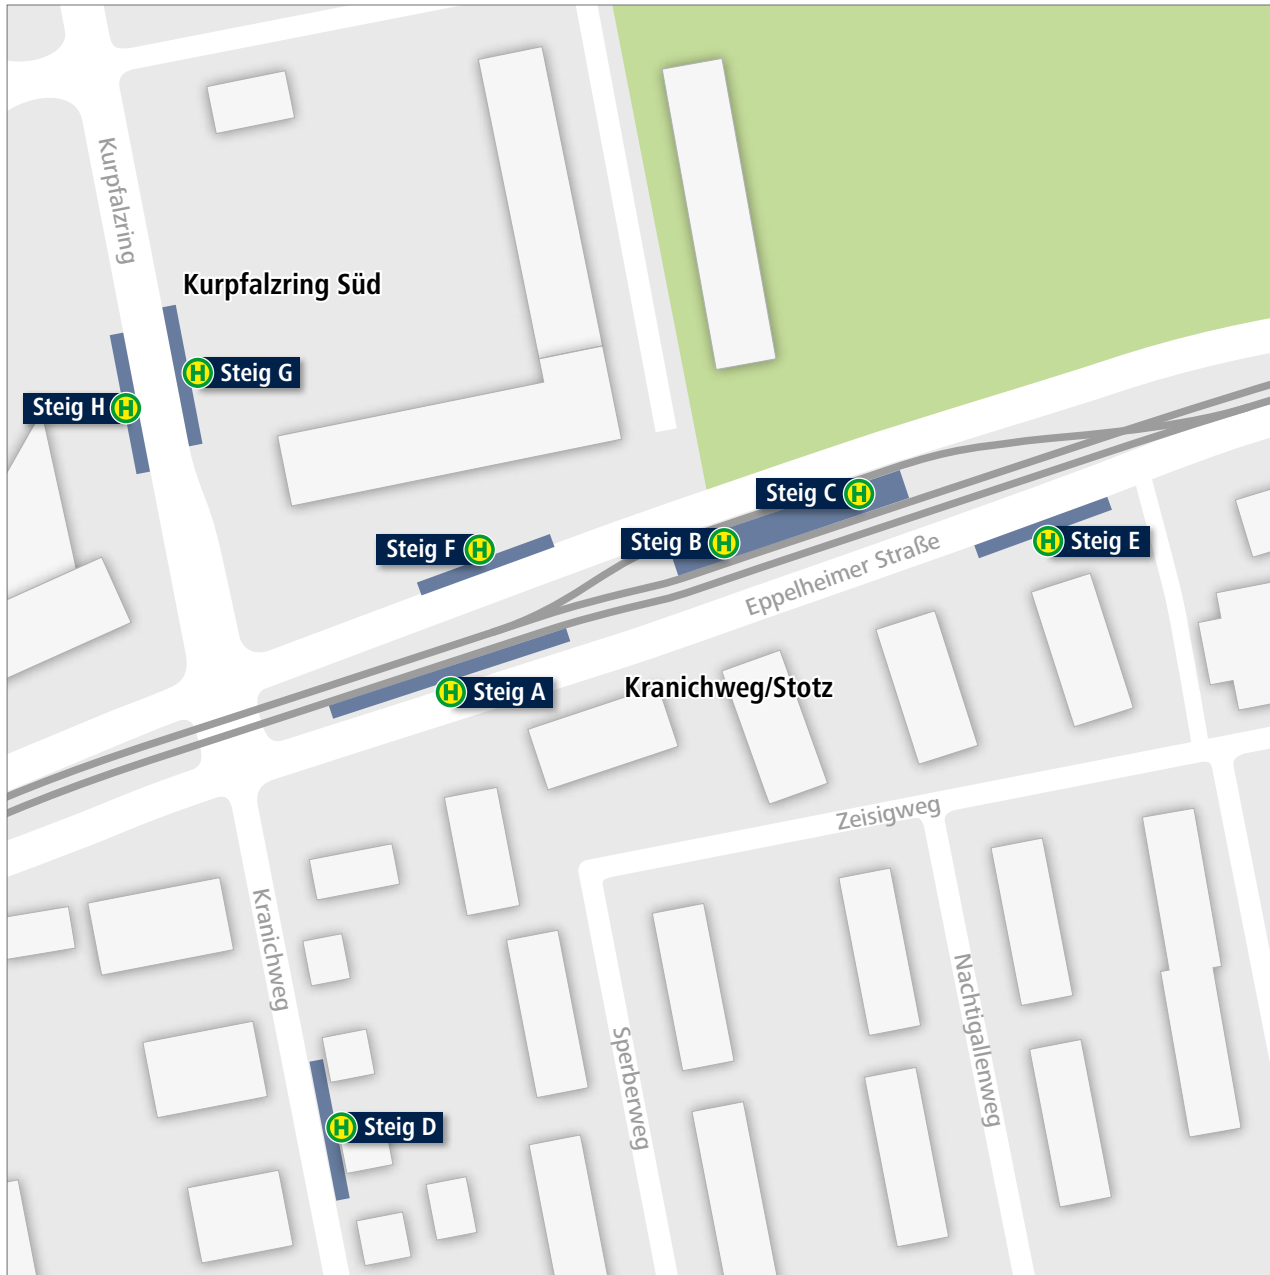 Kurpfalzring
Kurpfalzring Süd
H Steig G
Steig H H
Steig C H
Steig B H
Steig F H
H Steig E
Eppelheimer Straße
H Steig A
Kranichweg/Stotz
Zeisigweg
Kranichweg
Nachtigallenweg
Sperberweg
H Steig D